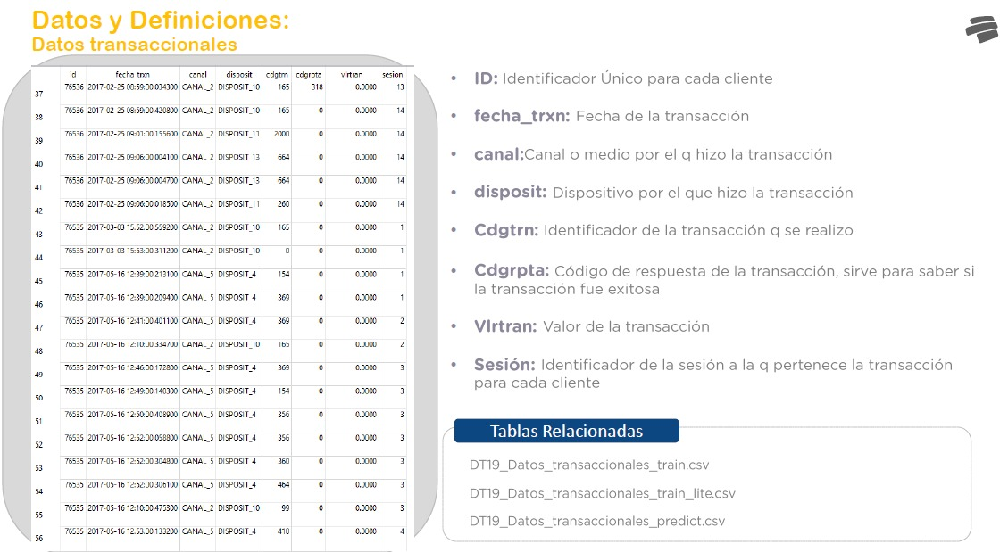 Datos y Definiciones:
Datos transaccionales
id fecha_trxn canal disposit cdgtrn cdgrpta vlrtran sesion
37 76536 2017-02-25 08:59:00.034300 CANAL_2 DISPOSIT_10 165 318 0.0000 13
38 76536 2017-02-25 08:59:00.420800 CANAL_2 DISPOSIT_10 165 0 0.0000 14
39 76536 2017-02-25 09:01:00.155600 CANAL_2 DISPOSIT_11 2000 0 0.0000 14
40 76536 2017-02-25 09:06:00.004100 CANAL_2 DISPOSIT_13 664 0 0.0000 14
41 76536 2017-02-25 09:06:00.004700 CANAL_2 DISPOSIT_13 664 0 0.0000 14
42 76536 2017-02-25 09:06:00.018500 CANAL_2 DISPOSIT_11 260 0 0.0000 14
43 76535 2017-03-03 15:52:00.559200 CANAL_2 DISPOSIT_10 165 0 0.0000 1
44 76535 2017-03-03 15:53:00.311200 CANAL_2 DISPOSIT_10 0 0 0.0000 1
45 76535 2017-05-16 12:39:00.213100 CANAL_5 DISPOSIT_4 154 0 0.0000 1
46 76535 2017-05-16 12:39:00.209400 CANAL_5 DISPOSIT_4 369 0 0.0000 1
47 76535 2017-05-16 12:41:00.401100 CANAL_5 DISPOSIT_4 369 0 0.0000 2
48 76535 2017-05-16 12:10:00.334700 CANAL_2 DISPOSIT_10 165 0 0.0000 2
49 76535 2017-05-16 12:46:00.172800 CANAL_5 DISPOSIT_4 369 0 0.0000 3
50 76535 2017-05-16 12:49:00.140300 CANAL_5 DISPOSIT_4 154 0 0.0000 3
51 76535 2017-05-16 12:50:00.408900 CANAL_5 DISPOSIT_4 356 0 0.0000 3
52 76535 2017-05-16 12:52:00.058800 CANAL_5 DISPOSIT_4 356 0 0.0000 3
53 76535 2017-05-16 12:52:00.304800 CANAL_5 DISPOSIT_4 360 0 0.0000 3
54 76535 2017-05-16 12:52:00.306100 CANAL_5 DISPOSIT_4 464 0 0.0000 3
55 76535 2017-05-16 12:10:00.475300 CANAL_2 DISPOSIT_10 99 0 0.0000 3
56 76535 2017-05-16 12:53:00.133200 CANAL_5 DISPOSIT_4 410 0 0.0000 4
• ID: Identificador Único para cada cliente
• fecha_trxn: Fecha de la transacción
• canal:Canal o medio por el q hizo la transacción
• disposit: Dispositivo por el que hizo la transacción
• Cdgtrn: Identificador de la transacción q se realizo
• Cdgrpta: Código de respuesta de la transacción, sirve para saber si
la transacción fue exitosa
• Vlrtran: Valor de la transacción
• Sesión: Identificador de la sesión a la q pertenece la transacción
para cada cliente
Tablas Relacionadas
DT19_Datos_transaccionales_train.csv
DT19_Datos_transaccionales_train_lite.csv
DT19_Datos_transaccionales_predict.csv